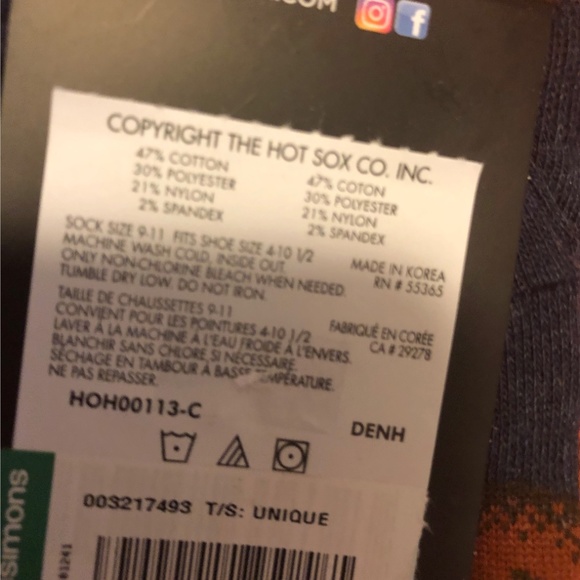 .COM
COPYRIGHT THE HOT SOX CO. INC.
47% COTTON
30% POLYESTER
21% NYLON
2% SPANDEX
47% COTON
30% POLYESTER
21% NYLON
2% SPANDEX
SOCK SIZE 9-11 FITS SHOE SIZE 4-10 1/2
MACHINE WASH COLD, INSIDE OUT.
ONLY NON-CHLORINE BLEACH WHEN NEEDED.
TUMBLE DRY LOW. DO NOT IRON.
MADE IN KOREA
RN # 55365
TAILLE DE CHAUSSETTES 9-11
CONVIENT POUR LES POINTURES 4-10 1/2
LAVER À LA MACHINE À L'EAU FROIDE À L'ENVERS.
BLANCHIR SANS CHLORE SI NÉCESSAIRE.
SÉCHAGE EN TAMBOUR À BASSE TEMPÉRATURE.
NE PAS REPASSER.
FABRIQUÉ EN CORÉE
CA # 29278
HOH00113-C
DENH
simons
003217493 T/S: UNIQUE